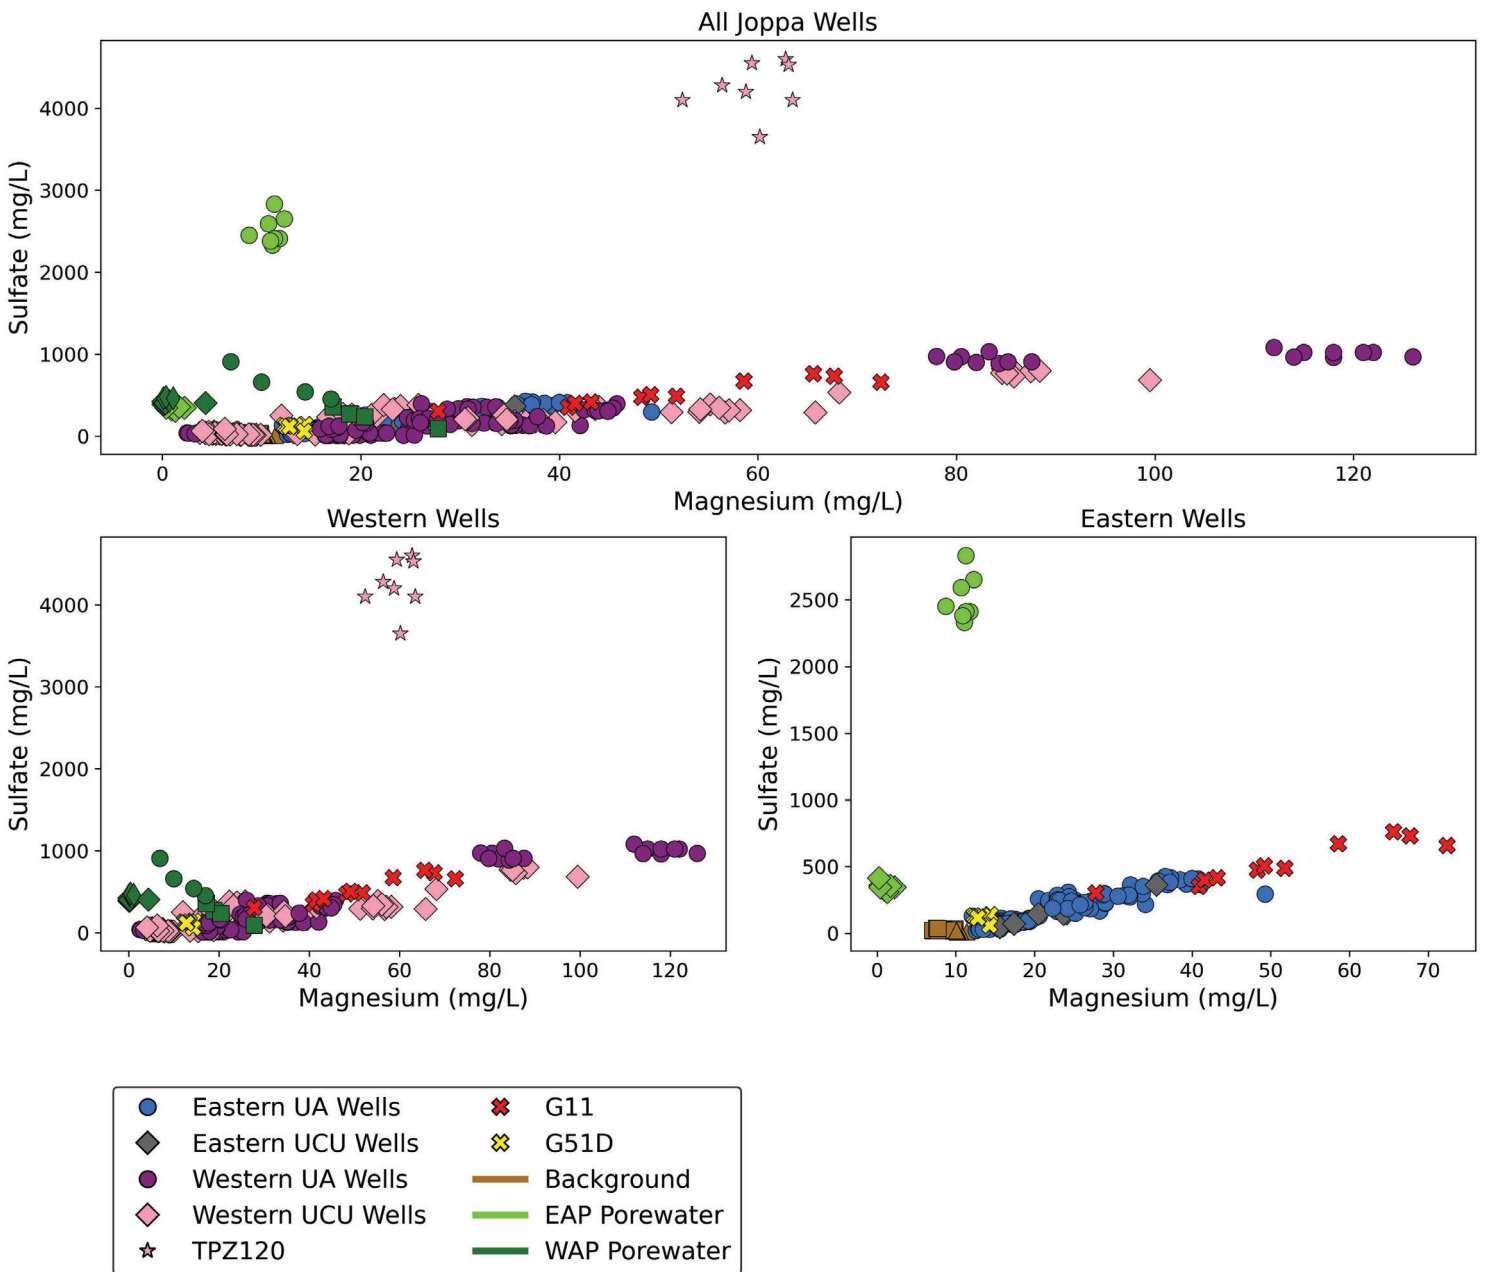 All Joppa Wells
Sulfate (mg/L)
4000
3000
2000
1000
0
0 20 40 60 80 100 120
Magnesium (mg/L)
Western Wells
Sulfate (mg/L)
4000
3000
2000
1000
0
0 20 40 60 80 100 120
Magnesium (mg/L)
Eastern Wells
Sulfate (mg/L)
2500
2000
1500
1000
500
0
0 10 20 30 40 50 60 70
Magnesium (mg/L)
Eastern UA Wells
Eastern UCU Wells
Western UA Wells
Western UCU Wells
TPZ120
G11
G51D
Background
EAP Porewater
WAP Porewater